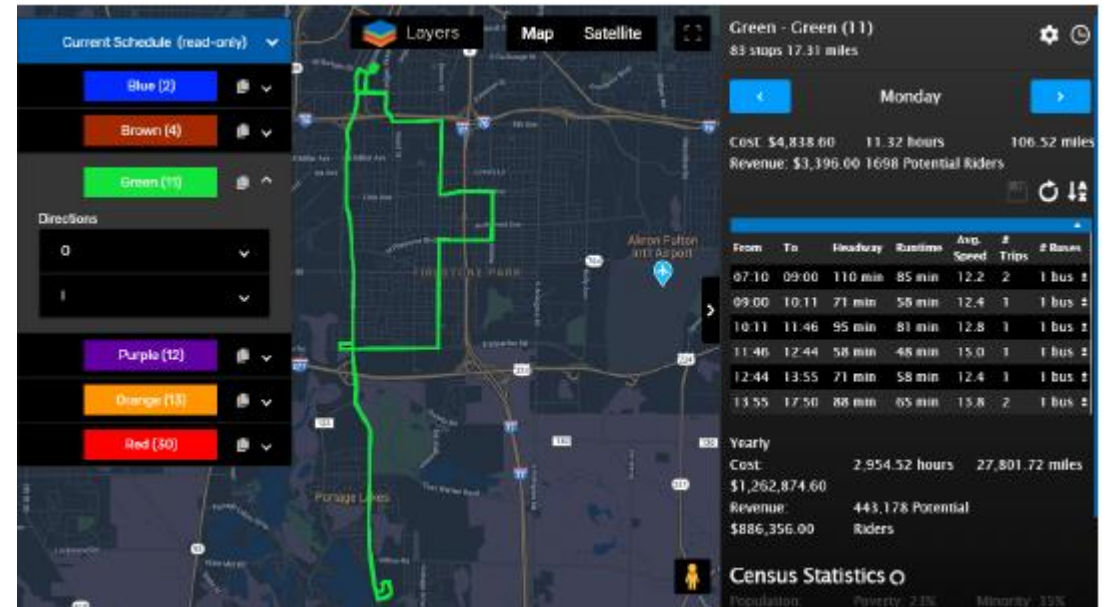 Current Schedule (read-only)
Blue (2)
Brown (4)
Green (11)
Directions
0
1
Purple (12)
Orange (13)
Red (30)
Layers
Map
Satellite
FIRESTONE PARK
Akron Fulton
Int'l Airport
Portage Lakes
Green - Green (11)
83 stops 17.31 miles
Monday
Cost: $4,838.60 11.32 hours 106.52 miles
Revenue: $3,396.00 1698 Potential Riders
From To Headway Runtime Avg. Speed # Trips # Buses
07:10 09:00 110 min 85 min 12.2 2 1 bus
09:00 10:11 71 min 58 min 12.4 1 1 bus
10:11 11:46 95 min 81 min 12.8 1 1 bus
11:46 12:44 58 min 48 min 15.0 1 1 bus
12:44 13:55 71 min 58 min 12.4 1 1 bus
13:55 17:50 88 min 65 min 13.8 2 1 bus
Yearly
Cost: 2,954.52 hours 27,801.72 miles
$1,262,874.60
Revenue: 443,178 Potential
$886,356.00 Riders
Census Statistics
Population: Poverty: 23% Minority: 33%